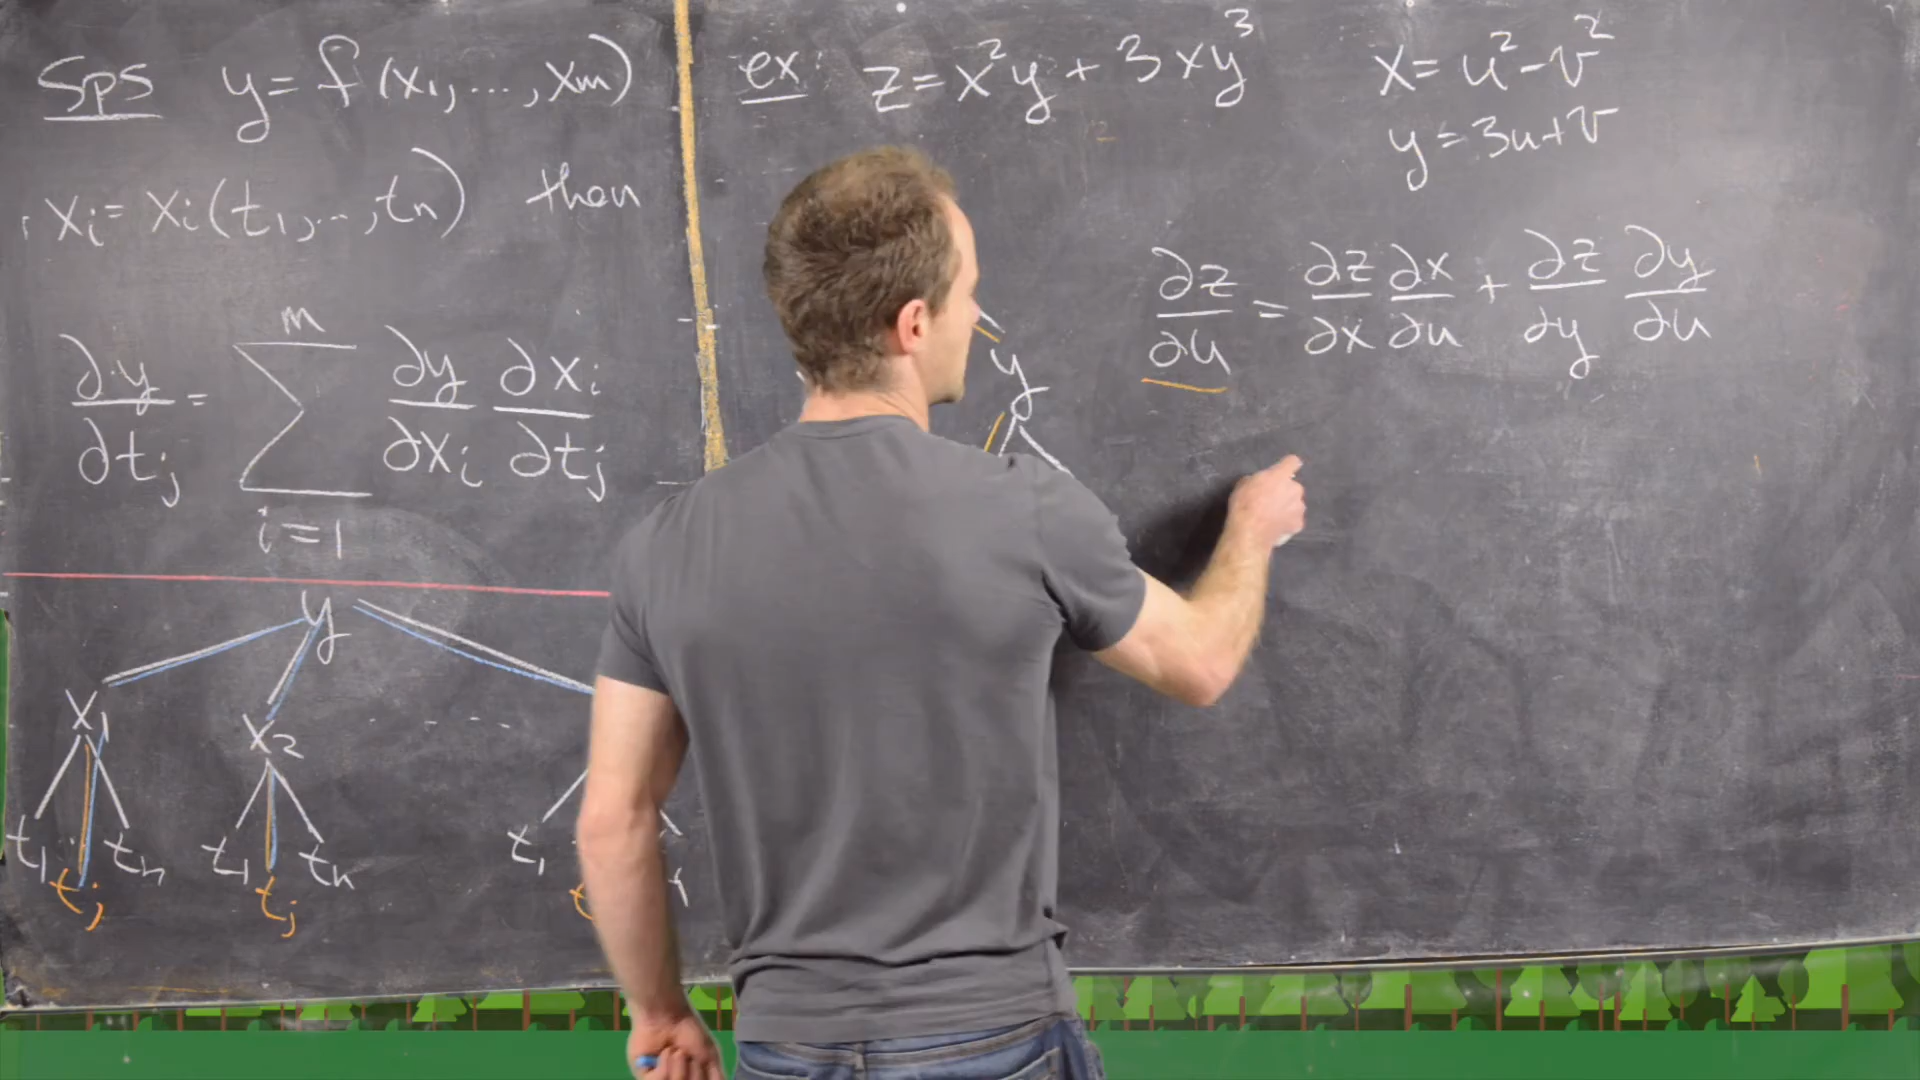 Sps y = f(x₁,...,xₘ)
xᵢ = xᵢ(t₁,...,tₙ) then
∂y/∂tⱼ = ∑ᵢ₌₁ᵐ ∂y/∂xᵢ ∂xᵢ/∂tⱼ
y
x₁ x₂ ....
t₁ tⱼ tₙ t₁ tⱼ tₙ t₁
ex: z = x²y + 3xy³
x = u² - v²
y = 3u + v
y
∂z/∂u = ∂z/∂x ∂x/∂u + ∂z/∂y ∂y/∂u